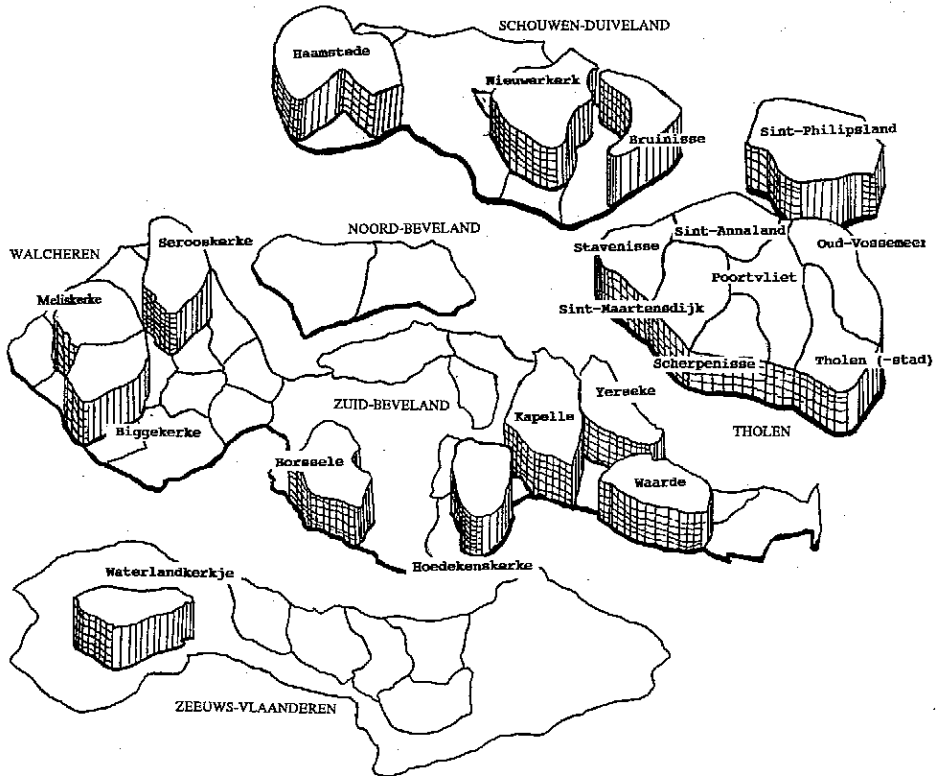 SCHOUWEN-DUIVELAND
Haamstede
Nieuwerkerk
Bruinisse
Sint-Philipsland
Serooskerke
NOORD-BEVELAND
WALCHEREN
Sint-Annaland
Stavenisse
Oud-Vossemeer
Poortvliet
Meliskerke
Sint-Maartensdijk
Scherpenisse
Tholen (-stad)
ZUID-BEVELAND
Yerseke
Kapelle
THOLEN
Biggekerke
Borssele
Waarde
Hoedekenskerke
Waterlandkerkje
ZEEUWS-VLAANDEREN